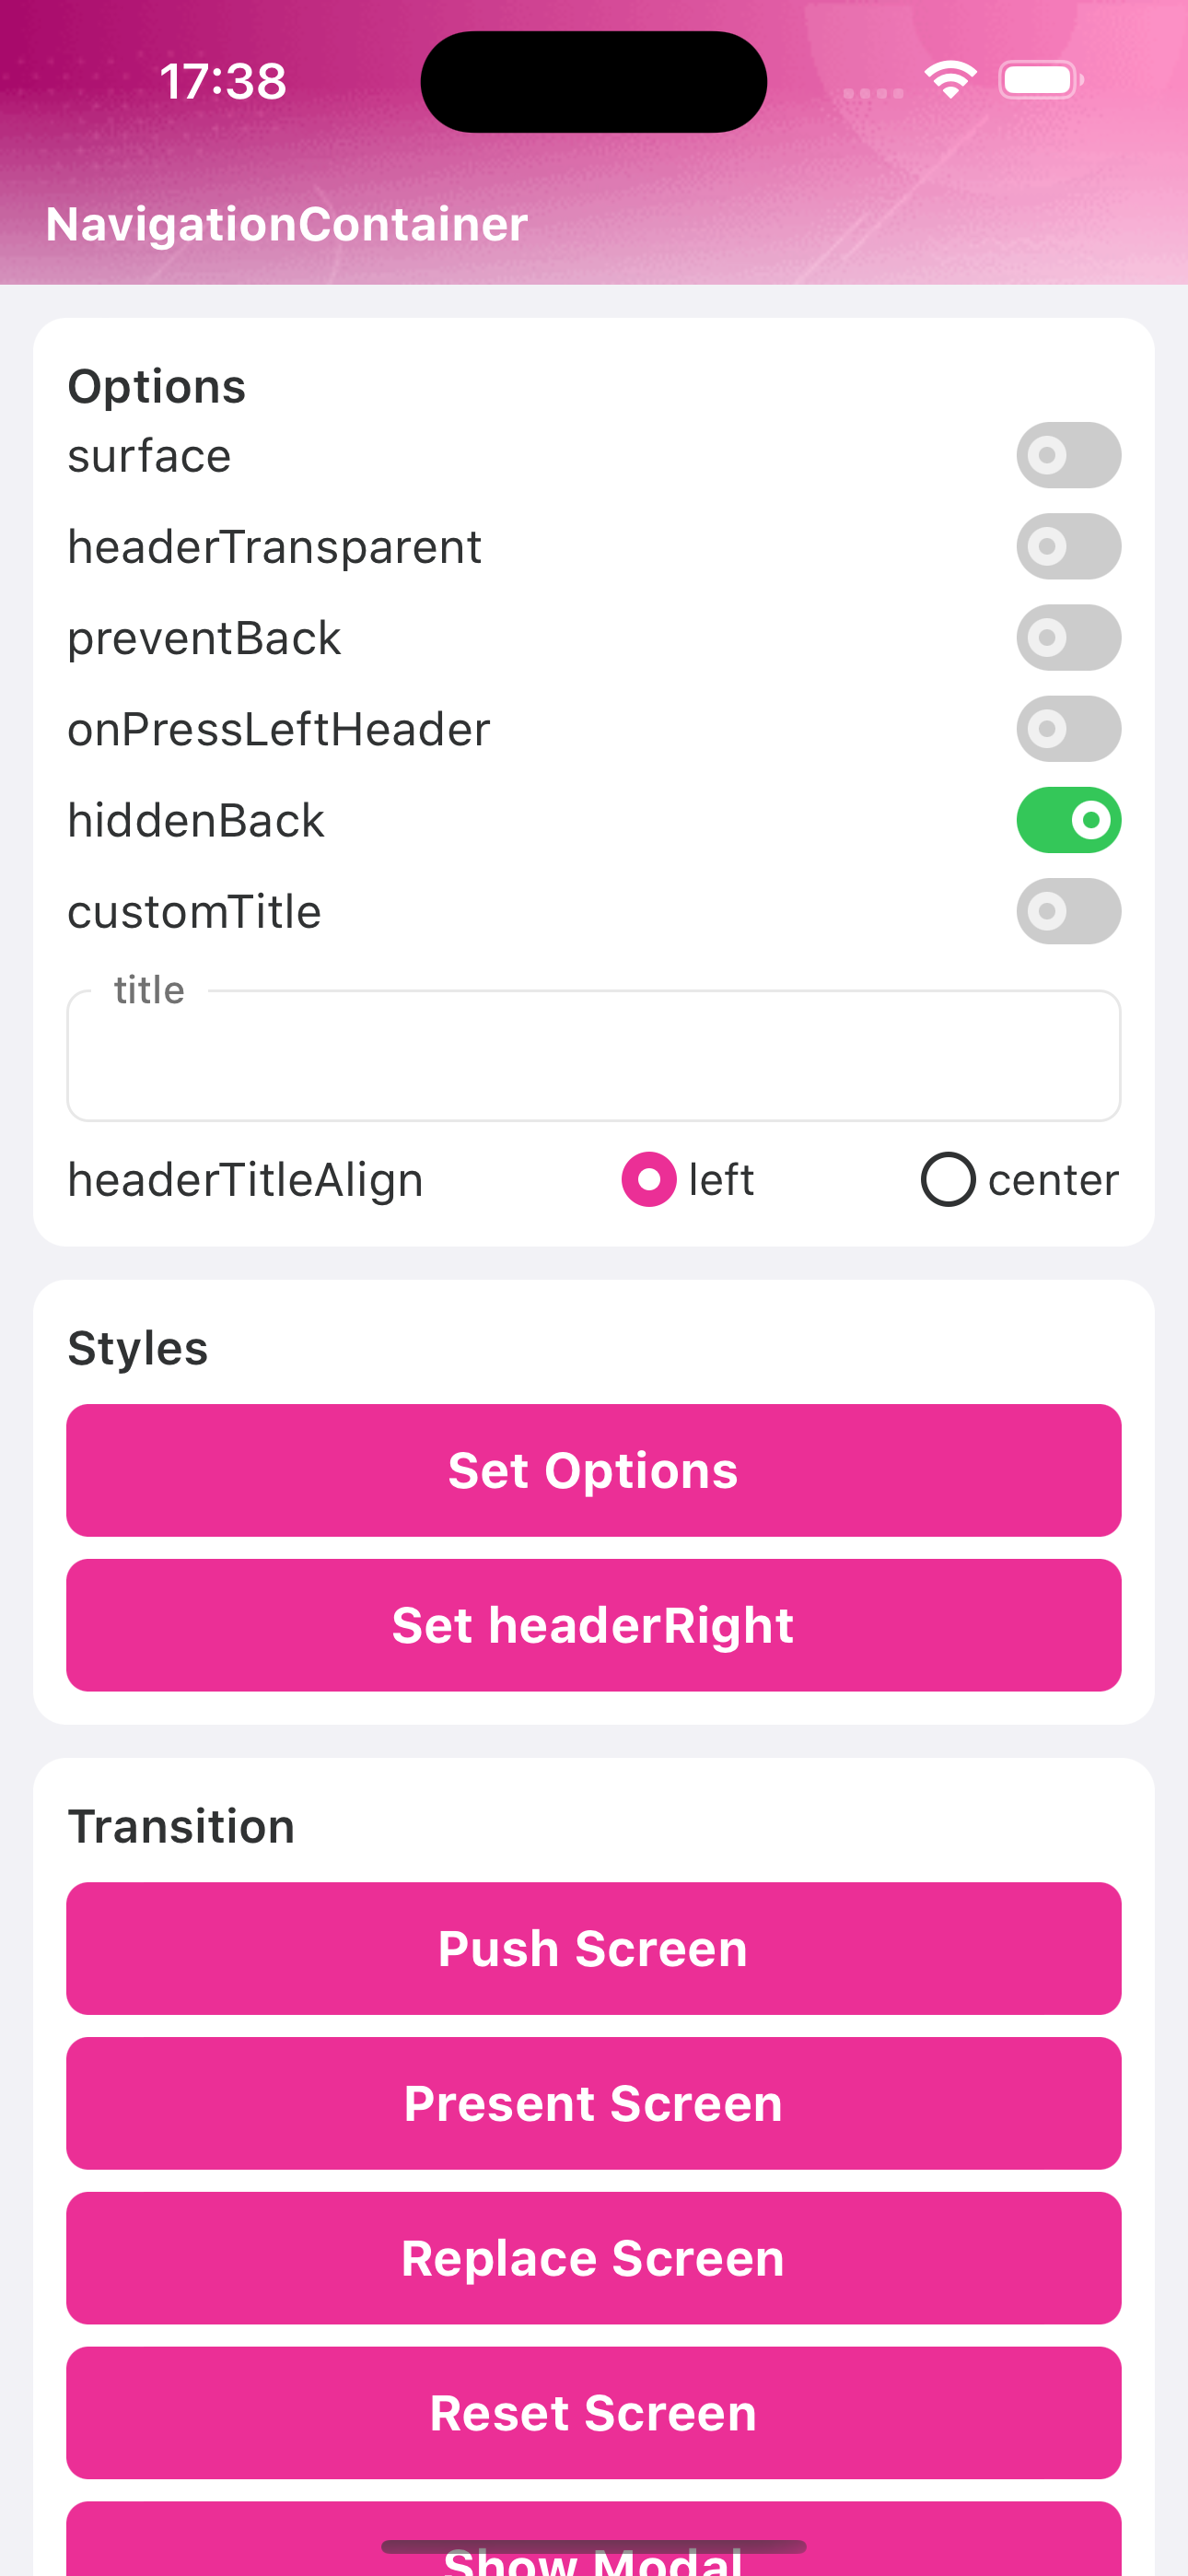 17:38
NavigationContainer
Options
surface
headerTransparent
preventBack
onPressLeftHeader
hiddenBack
customTitle
title
headerTitleAlign left center
Styles
Set Options
Set headerRight
Transition
Push Screen
Present Screen
Replace Screen
Reset Screen
Show Modal